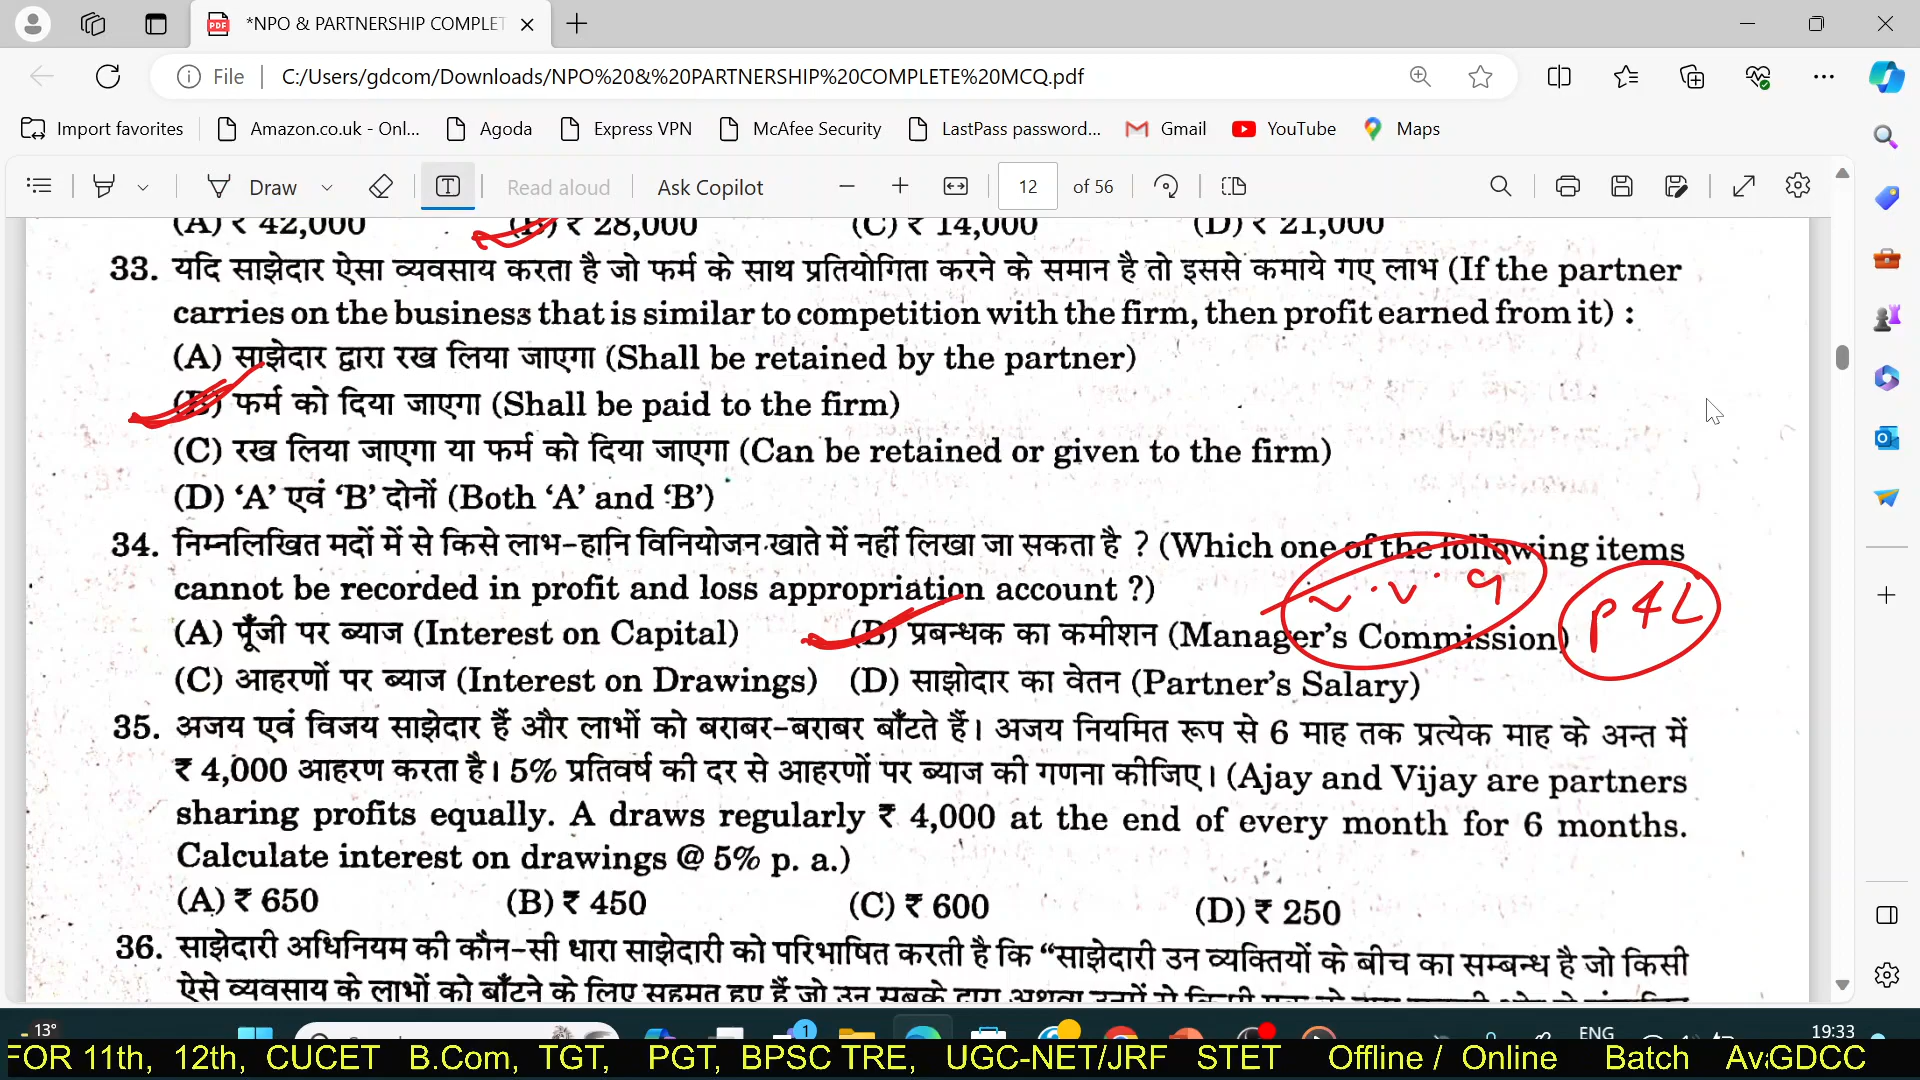 *NPO & PARTNERSHIP COMPLET
File
C:/Users/gdcom/Downloads/NPO%20&%20PARTNERSHIP%20COMPLETE%20MCQ.pdf
Import favorites
Amazon.co.uk - Onl...
Agoda
Express VPN
McAfee Security
LastPass password...
Gmail
YouTube
Maps
Draw
Read aloud
Ask Copilot
12 of 56
(A) ₹ 42,000 (B) ₹ 28,000 (C) ₹ 14,000 (D) ₹ 21,000
33. यदि साझेदार ऐसा व्यवसाय करता है जो फर्म के साथ प्रतियोगिता करने के समान है तो इससे कमाये गए लाभ (If the partner
carries on the business that is similar to competition with the firm, then profit earned from it) :
(A) साझेदार द्वारा रख लिया जाएगा (Shall be retained by the partner)
(B) फर्म को दिया जाएगा (Shall be paid to the firm)
(C) रख लिया जाएगा या फर्म को दिया जाएगा (Can be retained or given to the firm)
(D) ‘A’ एवं ‘B’ दोनों (Both ‘A’ and ‘B’)
34. निम्नलिखित मदों में से किसे लाभ-हानि विनियोजन खाते में नहीं लिखा जा सकता है ? (Which one of the following items
cannot be recorded in profit and loss appropriation account ?)
v.v.q
P&L
(A) पूँजी पर ब्याज (Interest on Capital) (B) प्रबन्धक का कमीशन (Manager’s Commission)
(C) आहरणों पर ब्याज (Interest on Drawings) (D) साझोदार का वेतन (Partner’s Salary)
35. अजय एवं विजय साझेदार हैं और लाभों को बराबर-बराबर बाँटते हैं। अजय नियमित रूप से 6 माह तक प्रत्येक माह के अन्त में
₹ 4,000 आहरण करता है। 5% प्रतिवर्ष की दर से आहरणों पर ब्याज की गणना कीजिए। (Ajay and Vijay are partners
sharing profits equally. A draws regularly ₹ 4,000 at the end of every month for 6 months.
Calculate interest on drawings @ 5% p. a.)
(A) ₹ 650 (B) ₹ 450 (C) ₹ 600 (D) ₹ 250
36. साझेदारी अधिनियम की कौन-सी धारा साझेदारी को परिभाषित करती है कि “साझेदारी उन व्यक्तियों के बीच का सम्बन्ध है जो किसी
ऐसे व्यवसाय के लाभों को बाँटने के लिए सहमत हुए हैं जो उन सबके द्वारा अथवा उनमें से किसी
13°
1
ENG
19:33
FOR 11th, 12th, CUCET B.Com, TGT, PGT, BPSC TRE, UGC-NET/JRF STET Offline / Online Batch Ava GDCC